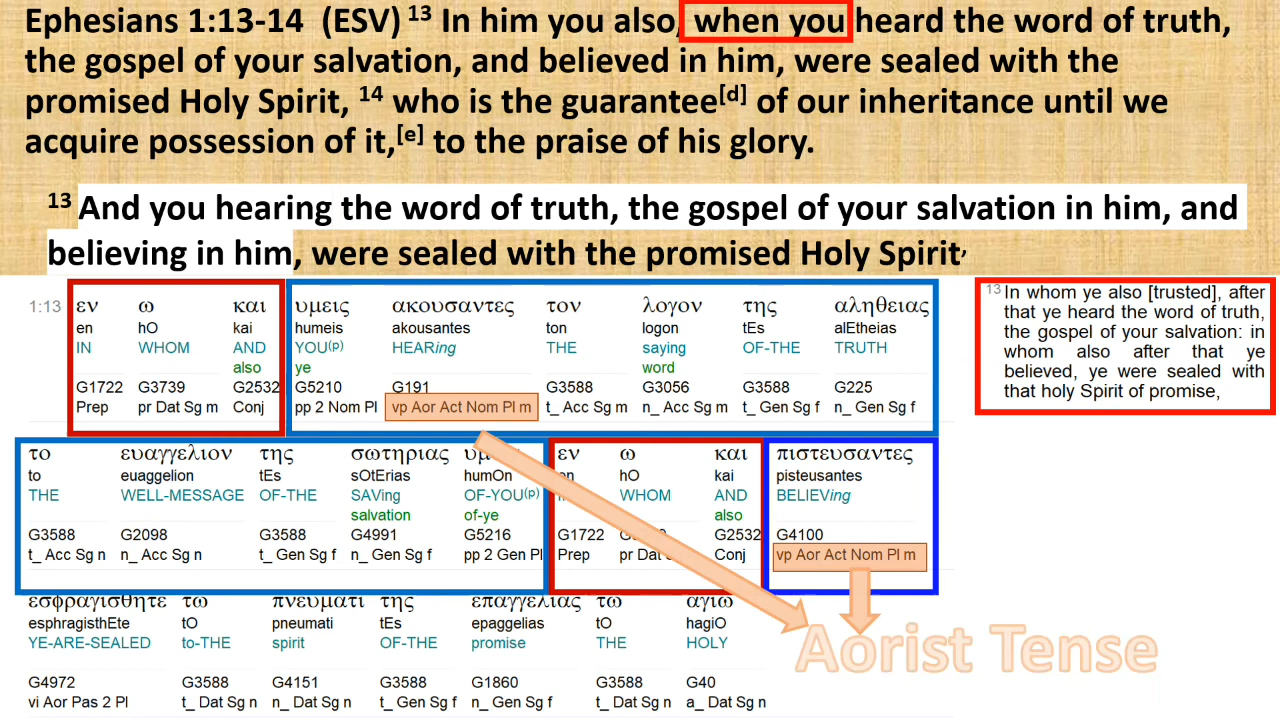 Ephesians 1:13-14 (ESV) 13 In him you also, when you heard the word of truth,
the gospel of your salvation, and believed in him, were sealed with the
promised Holy Spirit, 14 who is the guarantee[d] of our inheritance until we
acquire possession of it,[e] to the praise of his glory.
13 And you hearing the word of truth, the gospel of your salvation in him, and
believing in him, were sealed with the promised Holy Spirit,
1:13 εν ω και υμεις ακουσαντες τον λογον της αληθειας
en hO kai humeis akousantes ton logon tEs alEtheias
IN WHOM AND YOU(p) HEARing THE saying OF-THE TRUTH
also ye word
G1722 G3739 G2532 G5210 G191 G3588 G3056 G3588 G225
Prep pr Dat Sg m Conj pp 2 Nom Pl vp Aor Act Nom Pl m t_ Acc Sg m n_ Acc Sg m t_ Gen Sg f n_ Gen Sg f
το ευαγγελιον της σωτηριας εν ω και πιστευσαντες
to euaggelion tEs sOtErias humOn hO kai pisteusantes
THE WELL-MESSAGE OF-THE SAVing OF-YOU(p) WHOM AND BELIEVing
salvation of-ye also
G3588 G2098 G3588 G4991 G5216 G1722 G2532 G4100
t_ Acc Sg n n_ Acc Sg n t_ Gen Sg f n_ Gen Sg f pp 2 Gen Pl Prep pr Dat Conj vp Aor Act Nom Pl m
εσφραγισθητε τω πνευματι της επαγγελιας τω αγιω
esphragisthEte tO pneumati tEs epaggelias tO hagiO
YE-ARE-SEALED to-THE spirit OF-THE promise THE HOLY
G4972 G3588 G4151 G3588 G1860 G3588 G40
vi Aor Pas 2 Pl t_ Dat Sg n n_ Dat Sg n t_ Gen Sg f n_ Gen Sg f t_ Dat Sg n a_ Dat Sg n
13 In whom ye also [trusted], after
that ye heard the word of truth,
the gospel of your salvation: in
whom also after that ye
believed, ye were sealed with
that holy Spirit of promise,
Aorist Tense